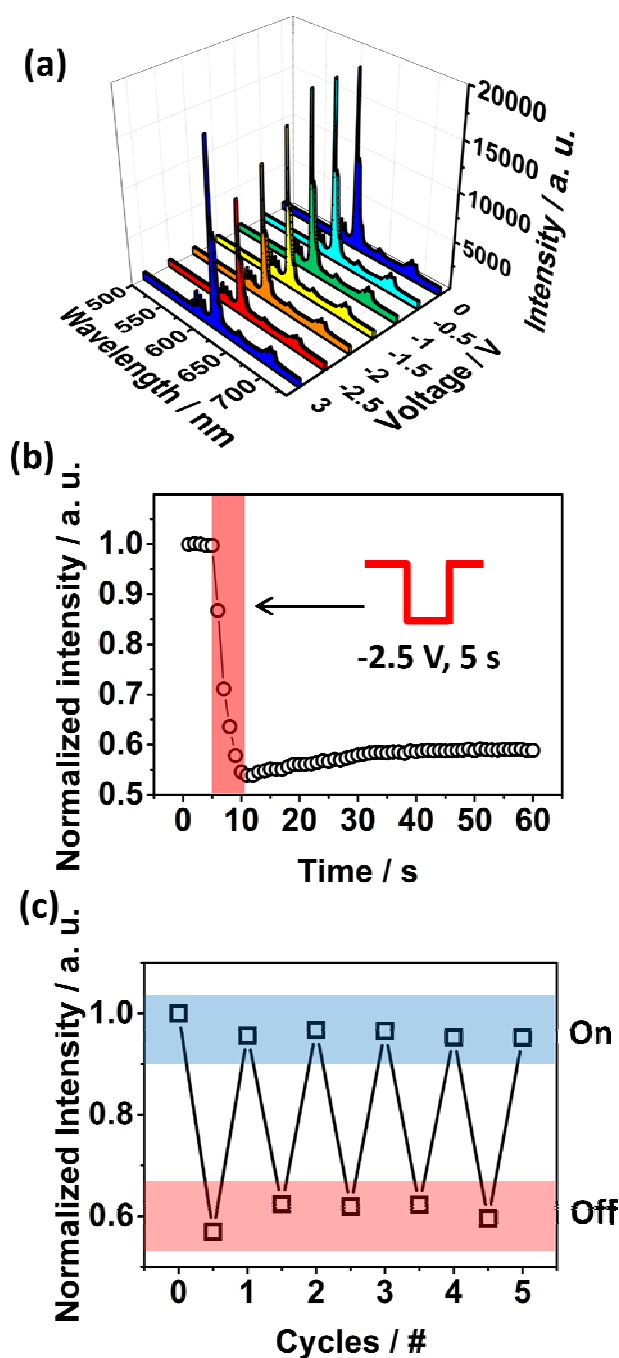 (a)
20000
15000
10000
5000
Intensity / a. u.
0
-0.5
-1
-1.5
-2
-2.5
3
Voltage / V
500
550
600
650
700
Wavelength / nm
(b)
Normalized intensity / a. u.
1.0
0.9
0.8
0.7
0.6
0.5
-2.5 V, 5 s
0 10 20 30 40 50 60
Time / s
(c)
Normalized Intensity / a. u.
1.0
0.8
0.6
On
Off
0 1 2 3 4 5
Cycles / #